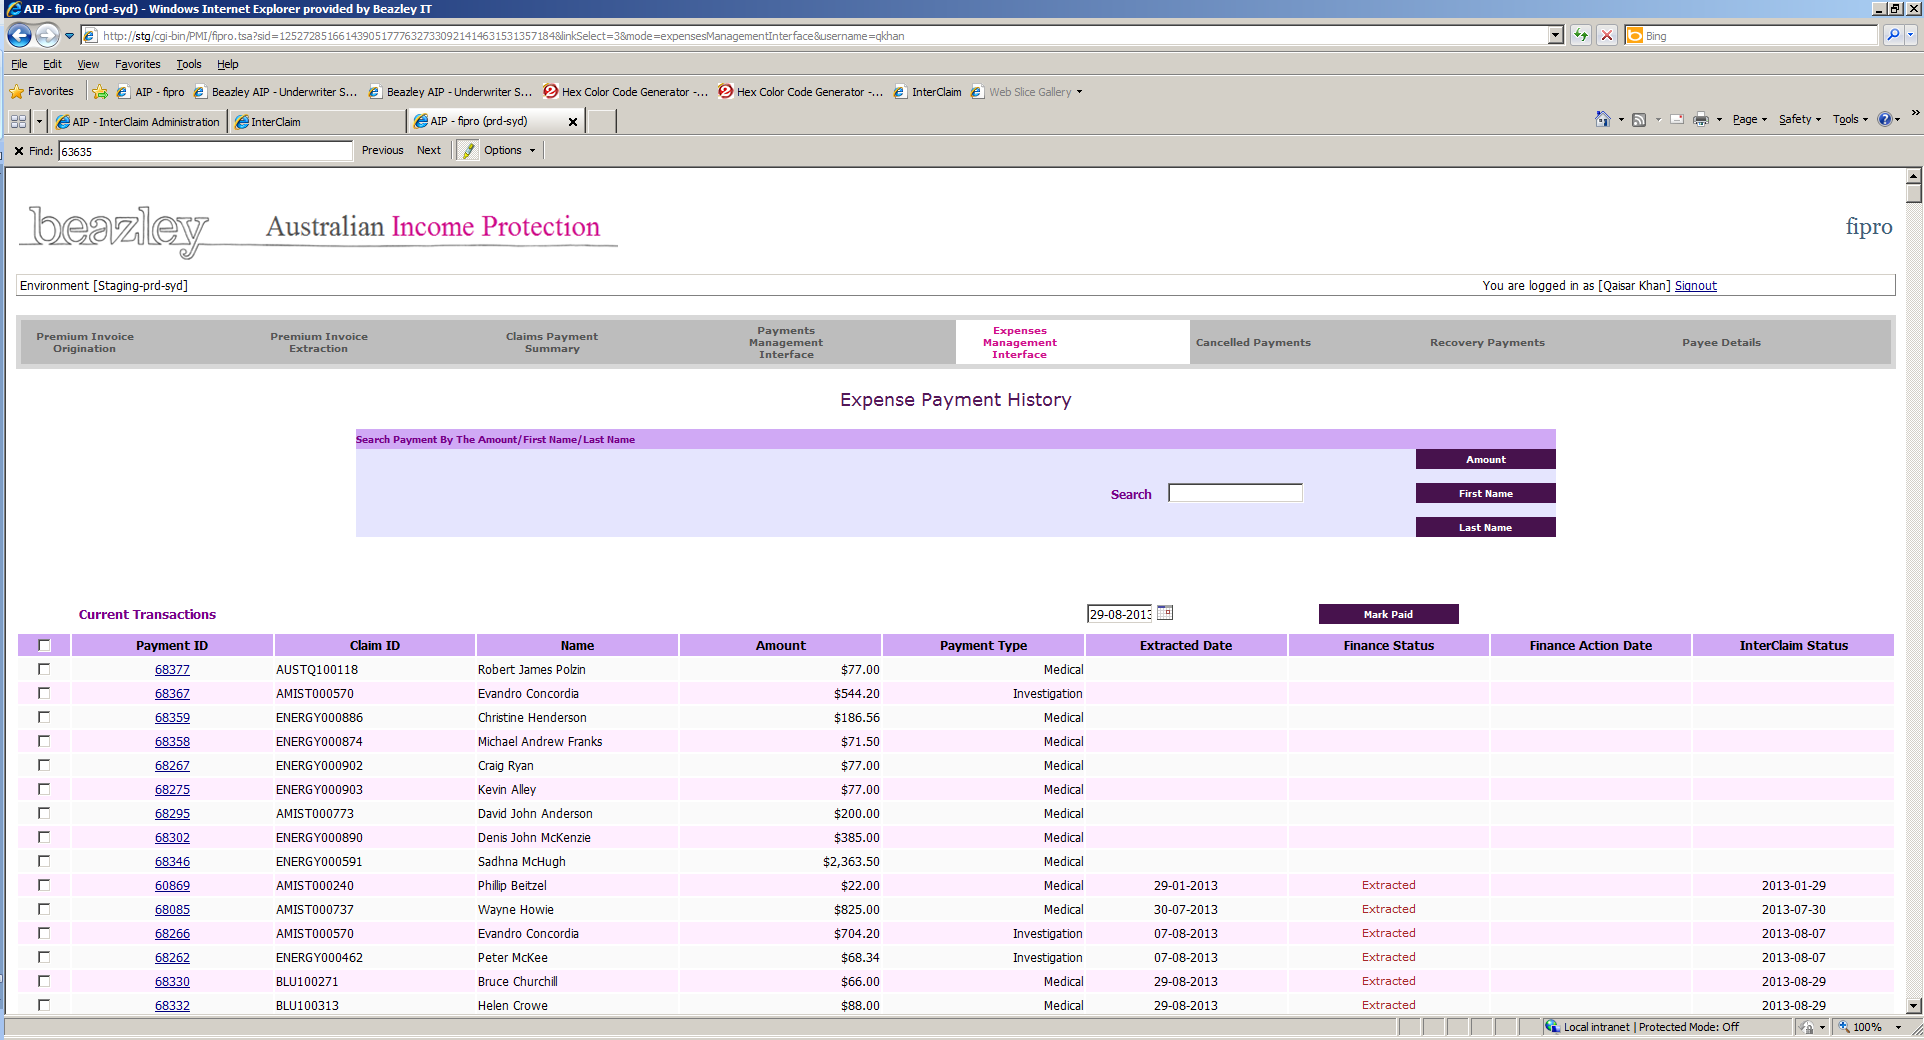 AIP - fipro (prd-syd) - Windows Internet Explorer provided by Beazley IT
http://stg/cgi-bin/PMI/fipro.tsa?sid=125272851661439051777632733092141463153135718​4&linkSelect=3&mode=expensesManagementInterface&username=qkhan
Bing
File Edit View Favorites Tools Help
Favorites AIP - fipro Beazley AIP - Underwriter S... Beazley AIP - Underwriter S... Hex Color Code Generator -... Hex Color Code Generator -... InterClaim Web Slice Gallery
AIP - InterClaim Administration InterClaim AIP - fipro (prd-syd) Page Safety Tools
Find: 63635 Previous Next Options
beazley Australian Income Protection fipro
Environment [Staging-prd-syd] You are logged in as [Qaisar Khan] Signout
Premium Invoice Origination Premium Invoice Extraction Claims Payment Summary Payments Management Interface Expenses Management Interface Cancelled Payments Recovery Payments Payee Details
Expense Payment History
Search Payment By The Amount/First Name/Last Name
Amount
Search First Name
Last Name
Current Transactions 29-08-2013 Mark Paid
Payment ID Claim ID Name Amount Payment Type Extracted Date Finance Status Finance Action Date InterClaim Status
68377 AUSTQ100118 Robert James Polzin $77.00 Medical
68367 AMIST000570 Evandro Concordia $544.20 Investigation
68359 ENERGY000886 Christine Henderson $186.56 Medical
68358 ENERGY000874 Michael Andrew Franks $71.50 Medical
68267 ENERGY000902 Craig Ryan $77.00 Medical
68275 ENERGY000903 Kevin Alley $77.00 Medical
68295 AMIST000773 David John Anderson $200.00 Medical
68302 ENERGY000890 Denis John McKenzie $385.00 Medical
68346 ENERGY000591 Sadhna McHugh $2,363.50 Medical
60869 AMIST000240 Phillip Beitzel $22.00 Medical 29-01-2013 Extracted 2013-01-29
68085 AMIST000737 Wayne Howie $825.00 Medical 30-07-2013 Extracted 2013-07-30
68266 AMIST000570 Evandro Concordia $704.20 Investigation 07-08-2013 Extracted 2013-08-07
68262 ENERGY000462 Peter McKee $68.34 Investigation 07-08-2013 Extracted 2013-08-07
68330 BLU100271 Bruce Churchill $66.00 Medical 29-08-2013 Extracted 2013-08-29
68332 BLU100313 Helen Crowe $88.00 Medical 29-08-2013 Extracted 2013-08-29
Local intranet | Protected Mode: Off 100%